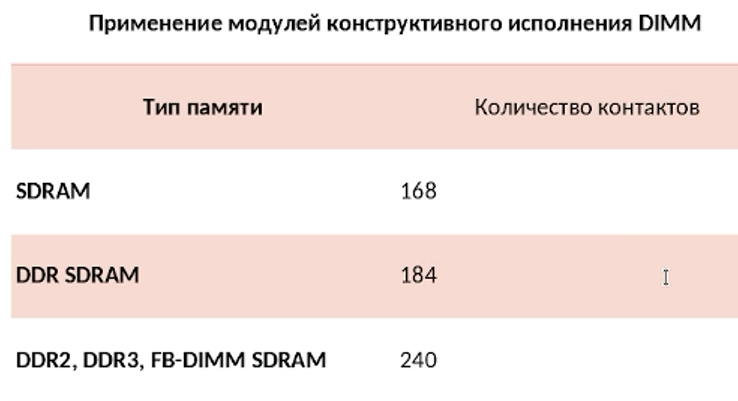 Применение модулей конструктивного исполнения DIMM
Тип памяти Количество контактов
SDRAM 168
DDR SDRAM 184
DDR2, DDR3, FB-DIMM SDRAM 240